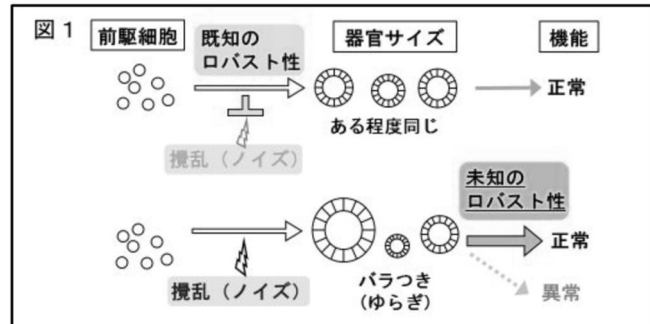 図1
前駆細胞
既知の
ロバスト性
器官サイズ
機能
正常
ある程度同じ
攪乱（ノイズ）
未知の
ロバスト性
正常
攪乱（ノイズ）
バラつき
（ゆらぎ）
異常